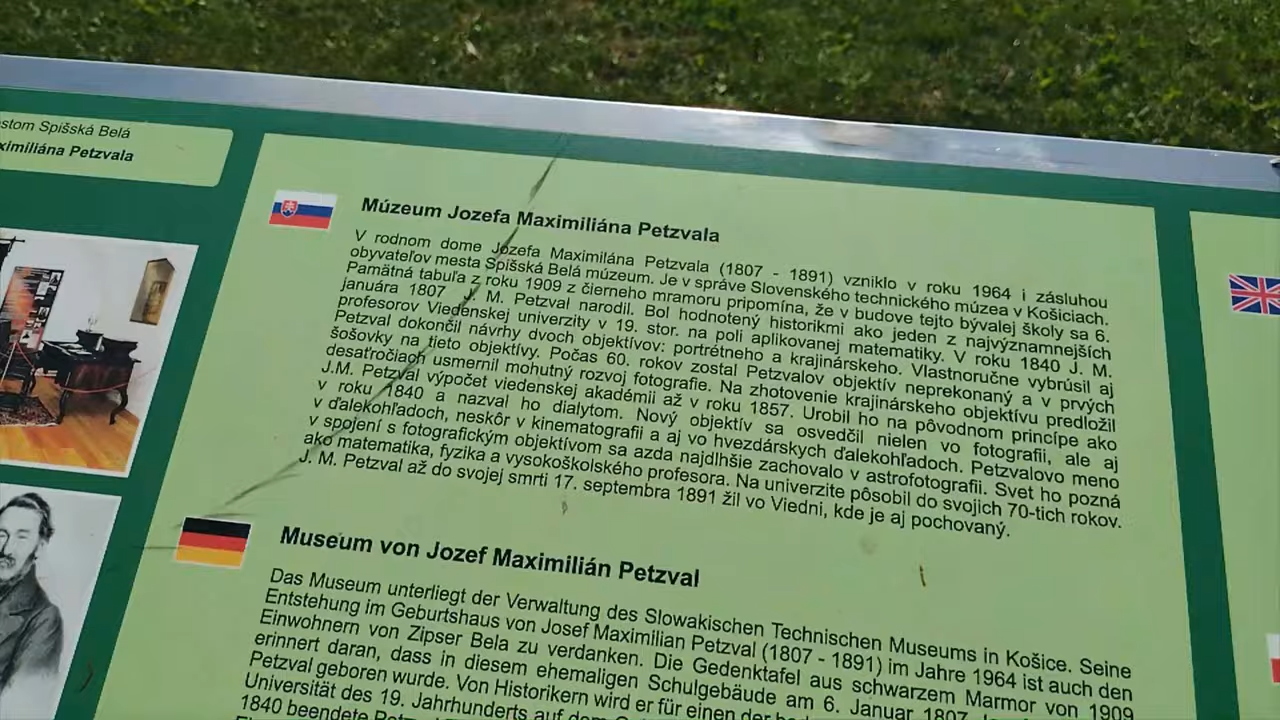 stom Spišská Belá
ximiliána Petzvala
Múzeum Jozefa Maximiliána Petzvala
V rodnom dome Jozefa Maximilána Petzvala (1807 - 1891) vzniklo v roku 1964 i zásluhou
obyvateľov mesta Spišská Belá múzeum. Je v správe Slovenského technického múzea v Košiciach.
Pamätná tabuľa z roku 1909 z čierneho mramoru pripomína, že v budove tejto bývalej školy sa 6.
januára 1807 J. M. Petzval narodil. Bol hodnotený historikmi ako jeden z najvýznamnejších
profesorov Viedenskej univerzity v 19. stor. na poli aplikovanej matematiky. V roku 1840 J. M.
Petzval dokončil návrhy dvoch objektívov: portrétneho a krajinárskeho. Vlastnoručne vybrúsil aj
šošovky na tieto objektívy. Počas 60. rokov zostal Petzvalov objektív neprekonaný a v prvých
desaťročiach usmernil mohutný rozvoj fotografie. Na zhotovenie krajinárskeho objektívu predložil
J.M. Petzval výpočet viedenskej akadémii až v roku 1857. Urobil ho na pôvodnom princípe ako
v roku 1840 a nazval ho dialytom. Nový objektív sa osvedčil nielen vo fotografii, ale aj
v ďalekohľadoch, neskôr v kinematografii a aj vo hvezdárskych ďalekohľadoch. Petzvalovo meno
v spojení s fotografickým objektívom sa azda najdlhšie zachovalo v astrofotografii. Svet ho pozná
ako matematika, fyzika a vysokoškolského profesora. Na univerzite pôsobil do svojich 70-tich rokov.
J. M. Petzval až do svojej smrti 17. septembra 1891 žil vo Viedni, kde je aj pochovaný.
Museum von Jozef Maximilián Petzval
Das Museum unterliegt der Verwaltung des Slowakischen Technischen Museums in Košice. Seine
Entstehung im Geburtshaus von Josef Maximilian Petzval (1807 - 1891) im Jahre 1964 ist auch den
Einwohnern von Zipser Bela zu verdanken. Die Gedenktafel aus schwarzem Marmor von 1909
erinnert daran, dass in diesem ehemaligen Schulgebäude am 6. Januar 1807
Petzval geboren wurde. Von Historikern wird er für einen der
Universität des 19. Jahrhunderts auf dem
1840 beendete